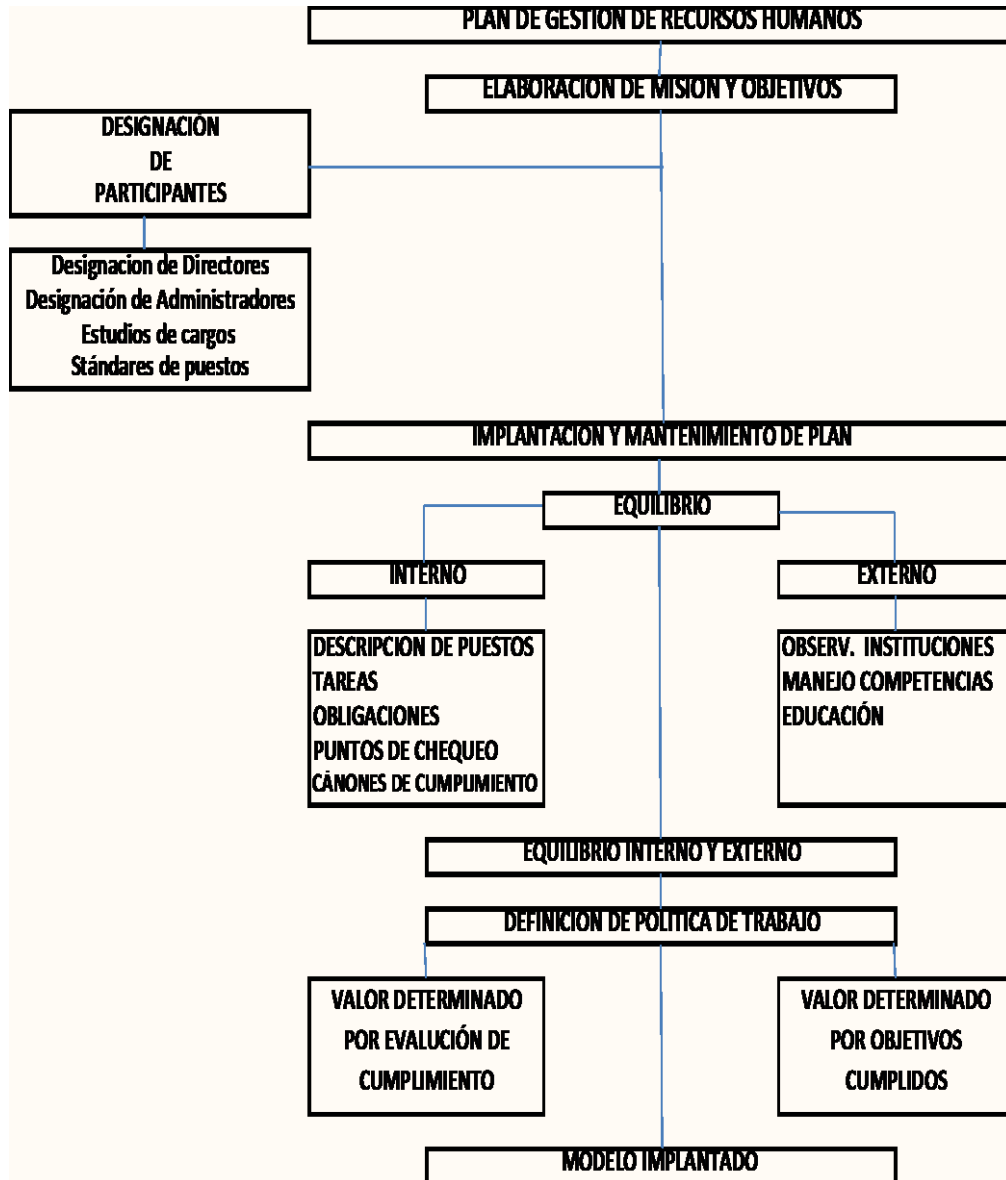 PLAN DE GESTION DE RECURSOS HUMANOS
ELABORACION DE MISION Y OBJETIVOS
DESIGNACIÓN
DE
PARTICIPANTES
Designacion de Directores
Designación de Administradores
Estudios de cargos
Stándares de puestos
IMPLANTACION Y MANTENIMIENTO DE PLAN
EQUILIBRIO
INTERNO
EXTERNO
DESCRIPCION DE PUESTOS
TAREAS
OBLIGACIONES
PUNTOS DE CHEQUEO
CÁNONES DE CUMPLIMIENTO
OBSERV. INSTITUCIONES
MANEJO COMPETENCIAS
EDUCACIÓN
EQUILIBRIO INTERNO Y EXTERNO
DEFINICION DE POLITICA DE TRABAJO
VALOR DETERMINADO
POR EVALUCIÓN DE
CUMPLIMIENTO
VALOR DETERMINADO
POR OBJETIVOS
CUMPLIDOS
MODELO IMPLANTADO